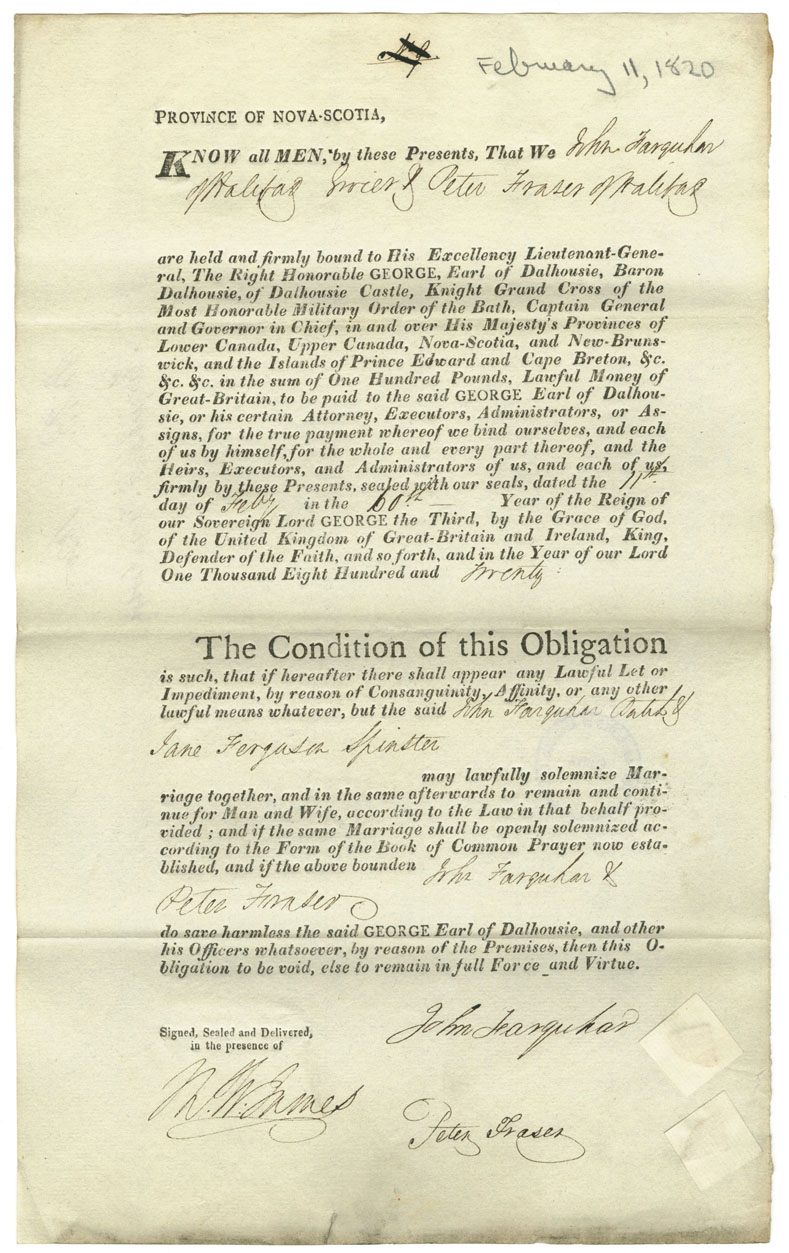 February 11, 1820
PROVINCE OF NOVA-SCOTIA,
KNOW all MEN, by these Presents, That We John Farquhar
of Halifax & Peter Fraser of Halifax
are held and firmly bound to His Excellency Lieutenant-Gene-
ral, The Right Honorable GEORGE, Earl of Dalhousie, Baron
Dalhousie, of Dalhousie Castle, Knight Grand Cross of the
Most Honorable Military Order of the Bath, Captain General
and Governor in Chief, in and over His Majesty's Provinces of
Lower Canada, Upper Canada, Nova-Scotia, and New-Bruns-
wick, and the Islands of Prince Edward and Cape Breton, &c.
&c. &c. in the sum of One Hundred Pounds, Lawful Money of
Great-Britain, to be paid to the said GEORGE Earl of Dalhou-
sie, or his certain Attorney, Executors, Administrators, or As-
signs, for the true payment whereof we bind ourselves, and each
of us by himself, for the whole and every part thereof, and the
Heirs, Executors, and Administrators of us, and each of us,
firmly by these Presents, sealed with our seals, dated the 11th
day of Feby in the 60th Year of the Reign of
our Sovereign Lord GEORGE the Third, by the Grace of God,
of the United Kingdom of Great-Britain and Ireland, King,
Defender of the Faith, and so forth, and in the Year of our Lord
One Thousand Eight Hundred and Twenty
The Condition of this Obligation
is such, that if hereafter there shall appear any Lawful Let or
Impediment, by reason of Consanguinity, Affinity, or any other
lawful means whatever, but the said John Farquhar &
Jane Ferguson Spinster
may lawfully solemnize Mar-
riage together, and in the same afterwards to remain and conti-
nue for Man and Wife, according to the Law in that behalf pro-
vided ; and if the same Marriage shall be openly solemnized ac-
cording to the Form of the Book of Common Prayer now esta-
blished, and if the above bounden John Farquhar &
Peter Fraser
do save harmless the said GEORGE Earl of Dalhousie, and other
his Officers whatsoever, by reason of the Premises, then this O-
bligation to be void, else to remain in full Force and Virtue.
Signed, Sealed and Delivered,
in the presence of
John Farquhar
Peter Fraser